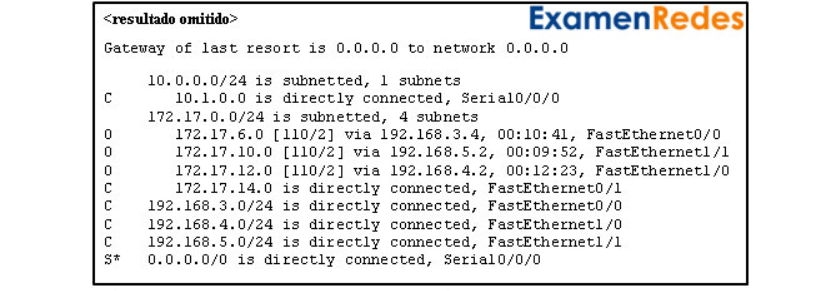 <resultado omitido>
ExamenRedes
Gateway of last resort is 0.0.0.0 to network 0.0.0.0
10.0.0.0/24 is subnetted, 1 subnets
C 10.1.0.0 is directly connected, Serial0/0/0
172.17.0.0/24 is subnetted, 4 subnets
O 172.17.6.0 [110/2] via 192.168.3.4, 00:10:41, FastEthernet0/0
O 172.17.10.0 [110/2] via 192.168.5.2, 00:09:52, FastEthernet1/1
O 172.17.12.0 [110/2] via 192.168.4.2, 00:12:23, FastEthernet1/0
C 172.17.14.0 is directly connected, FastEthernet0/1
C 192.168.3.0/24 is directly connected, FastEthernet0/0
C 192.168.4.0/24 is directly connected, FastEthernet1/0
C 192.168.5.0/24 is directly connected, FastEthernet1/1
S* 0.0.0.0/0 is directly connected, Serial0/0/0